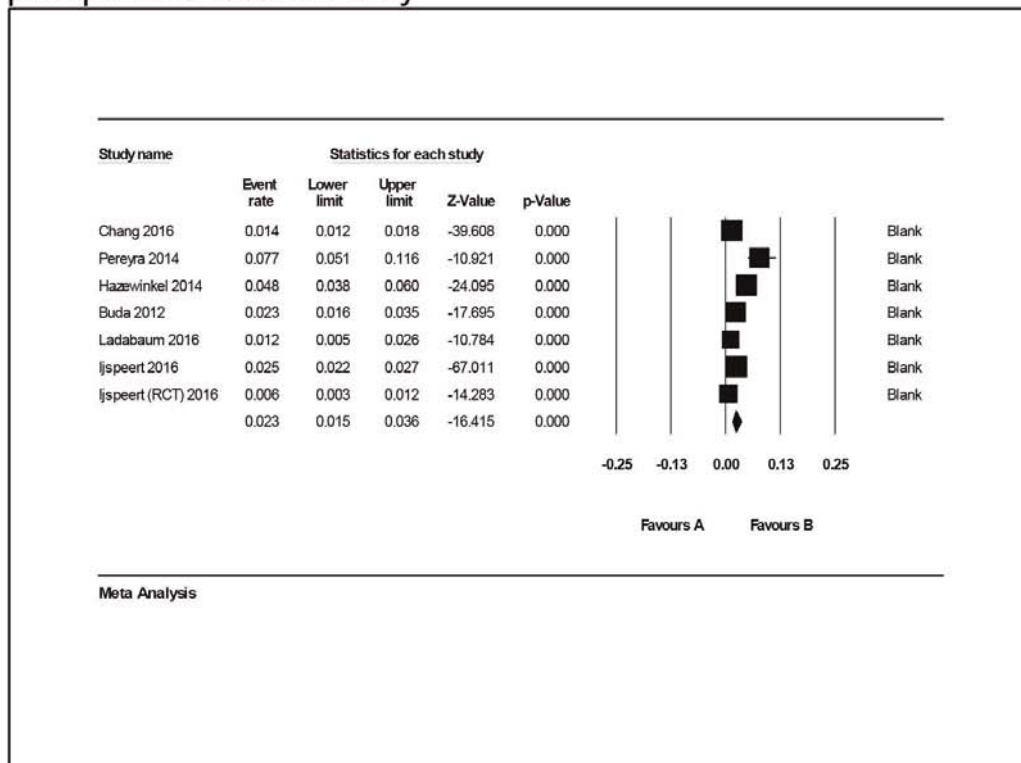 Study name Statistics for each study
Event rate Lower limit Upper limit Z-Value p-Value
Chang 2016 0.014 0.012 0.018 -39.608 0.000 Blank
Pereyra 2014 0.077 0.051 0.116 -10.921 0.000 Blank
Hazewinkel 2014 0.048 0.038 0.060 -24.095 0.000 Blank
Buda 2012 0.023 0.016 0.035 -17.695 0.000 Blank
Ladabaum 2016 0.012 0.005 0.026 -10.784 0.000 Blank
Ijspeert 2016 0.025 0.022 0.027 -67.011 0.000 Blank
Ijspeert (RCT) 2016 0.006 0.003 0.012 -14.283 0.000 Blank
0.023 0.015 0.036 -16.415 0.000
-0.25 -0.13 0.00 0.13 0.25
Favours A Favours B
Meta Analysis